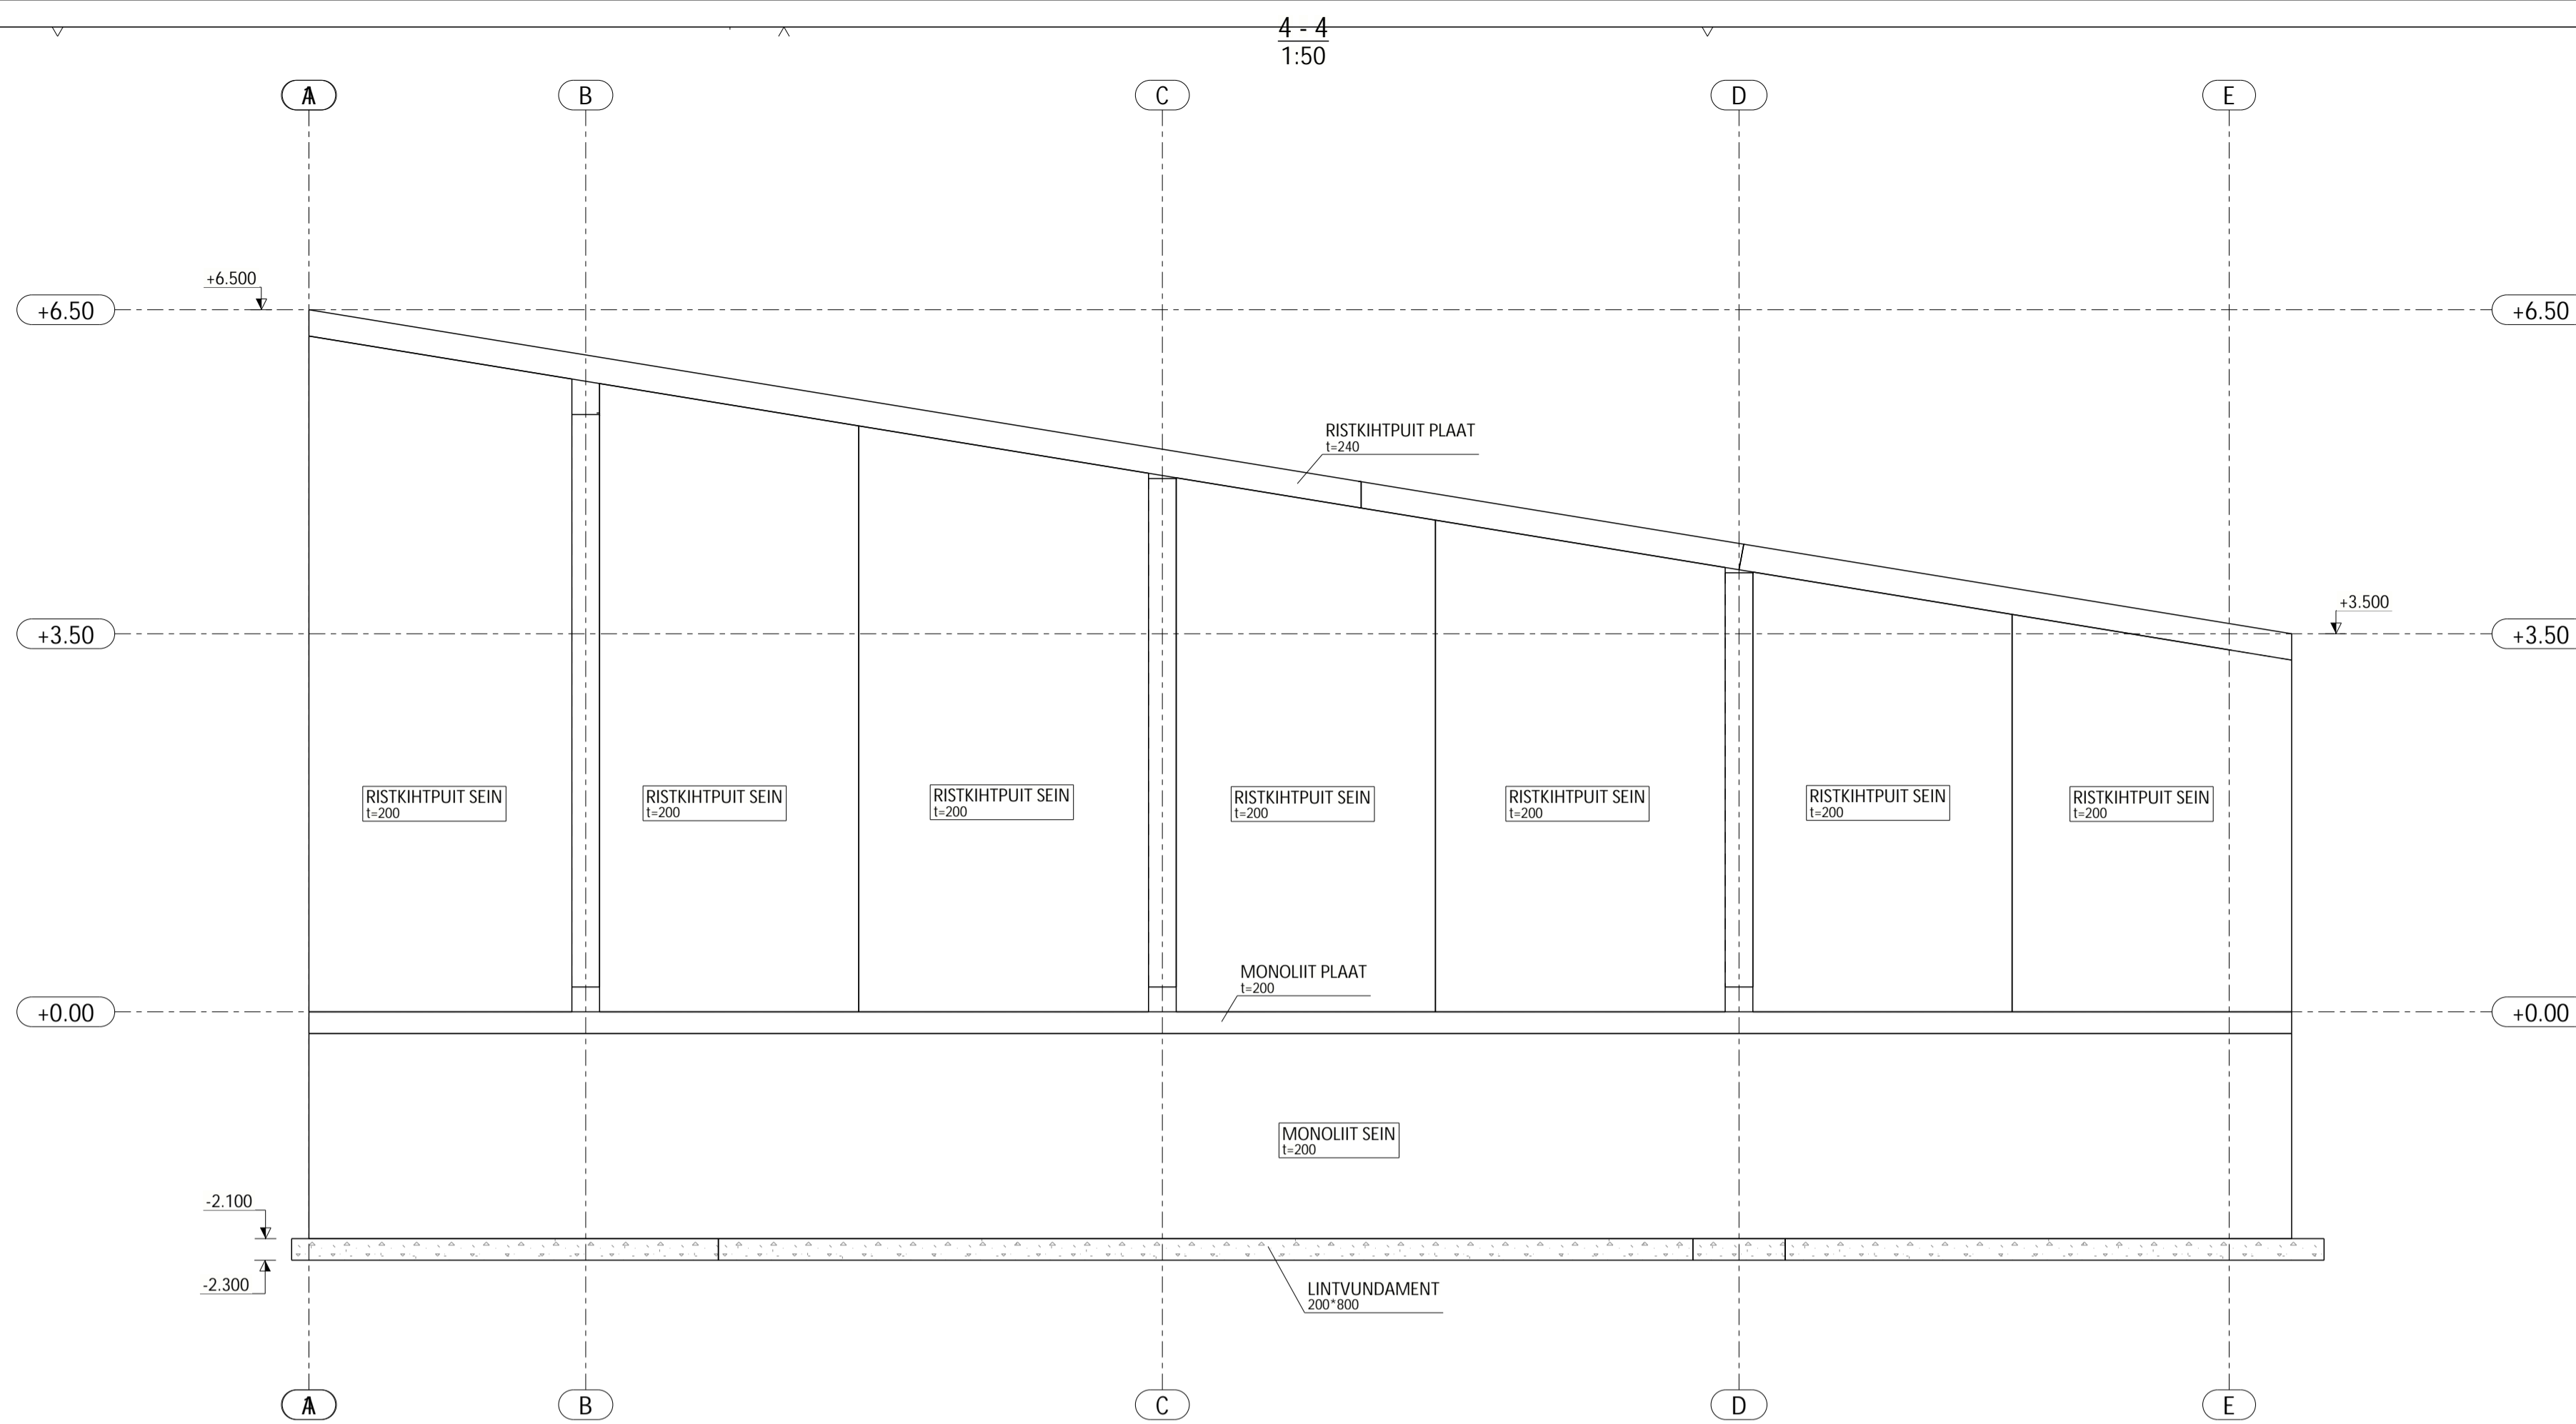 4 - 4
1:50
A
B
C
D
E
+6.500
+6.50
+6.50
RISTKIHTPUIT PLAAT
t=240
+3.500
+3.50
+3.50
RISTKIHTPUIT SEIN
t=200
RISTKIHTPUIT SEIN
t=200
RISTKIHTPUIT SEIN
t=200
RISTKIHTPUIT SEIN
t=200
RISTKIHTPUIT SEIN
t=200
RISTKIHTPUIT SEIN
t=200
RISTKIHTPUIT SEIN
t=200
MONOLIIT PLAAT
t=200
+0.00
+0.00
MONOLIIT SEIN
t=200
-2.100
-2.300
LINTVUNDAMENT
200*800
A
B
C
D
E